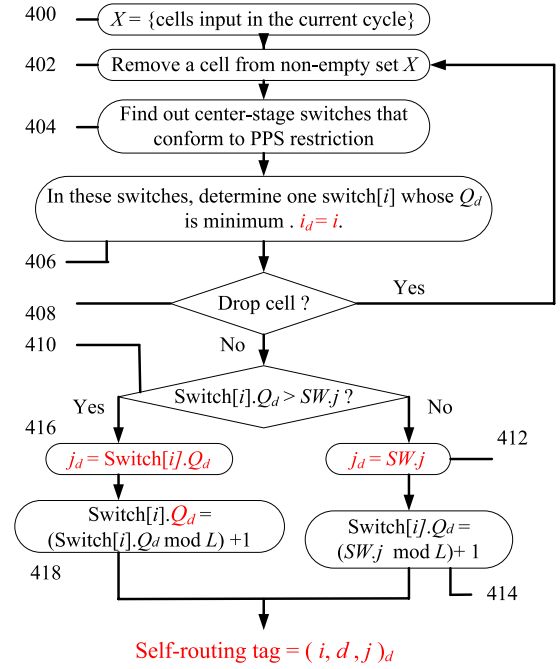 400
X = {cells input in the current cycle}
402
Remove a cell from non-empty set X
404
Find out center-stage switches that
conform to PPS restriction
In these switches, determine one switch[i] whose Qd
is minimum . id = i.
406
Drop cell ?
Yes
408
No
410
Switch[i].Qd > SW.j ?
Yes
No
416
jd = Switch[i].Qd
jd = SW.j
412
Switch[i].Qd =
(Switch[i].Qd mod L) +1
Switch[i].Qd =
(SW.j mod L)+ 1
418
414
Self-routing tag = ( i, d , j )d